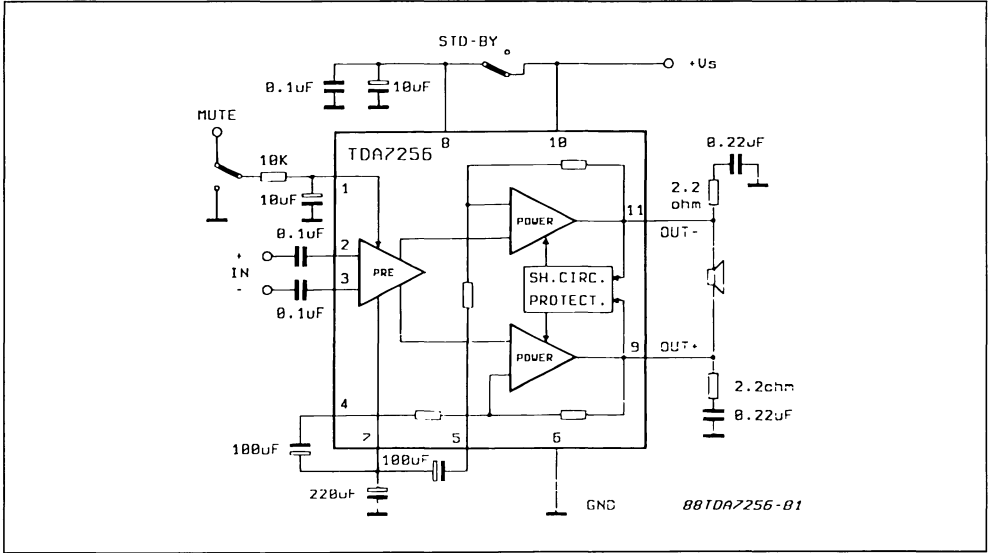 STD-BY
+Vs
0.1uF
10uF
MUTE
8
10
0.22uF
TDA7256
10K
1
2.2
ohm
10uF
POWER
11
OUT-
0.1uF
+
2
IN
PRE
SH.CIRC.
PROTECT.
3
-
0.1uF
POWER
9
OUT+
2.2ohm
4
0.22uF
7
5
6
100uF
100uF
220uF
GND
88TDA7256-81